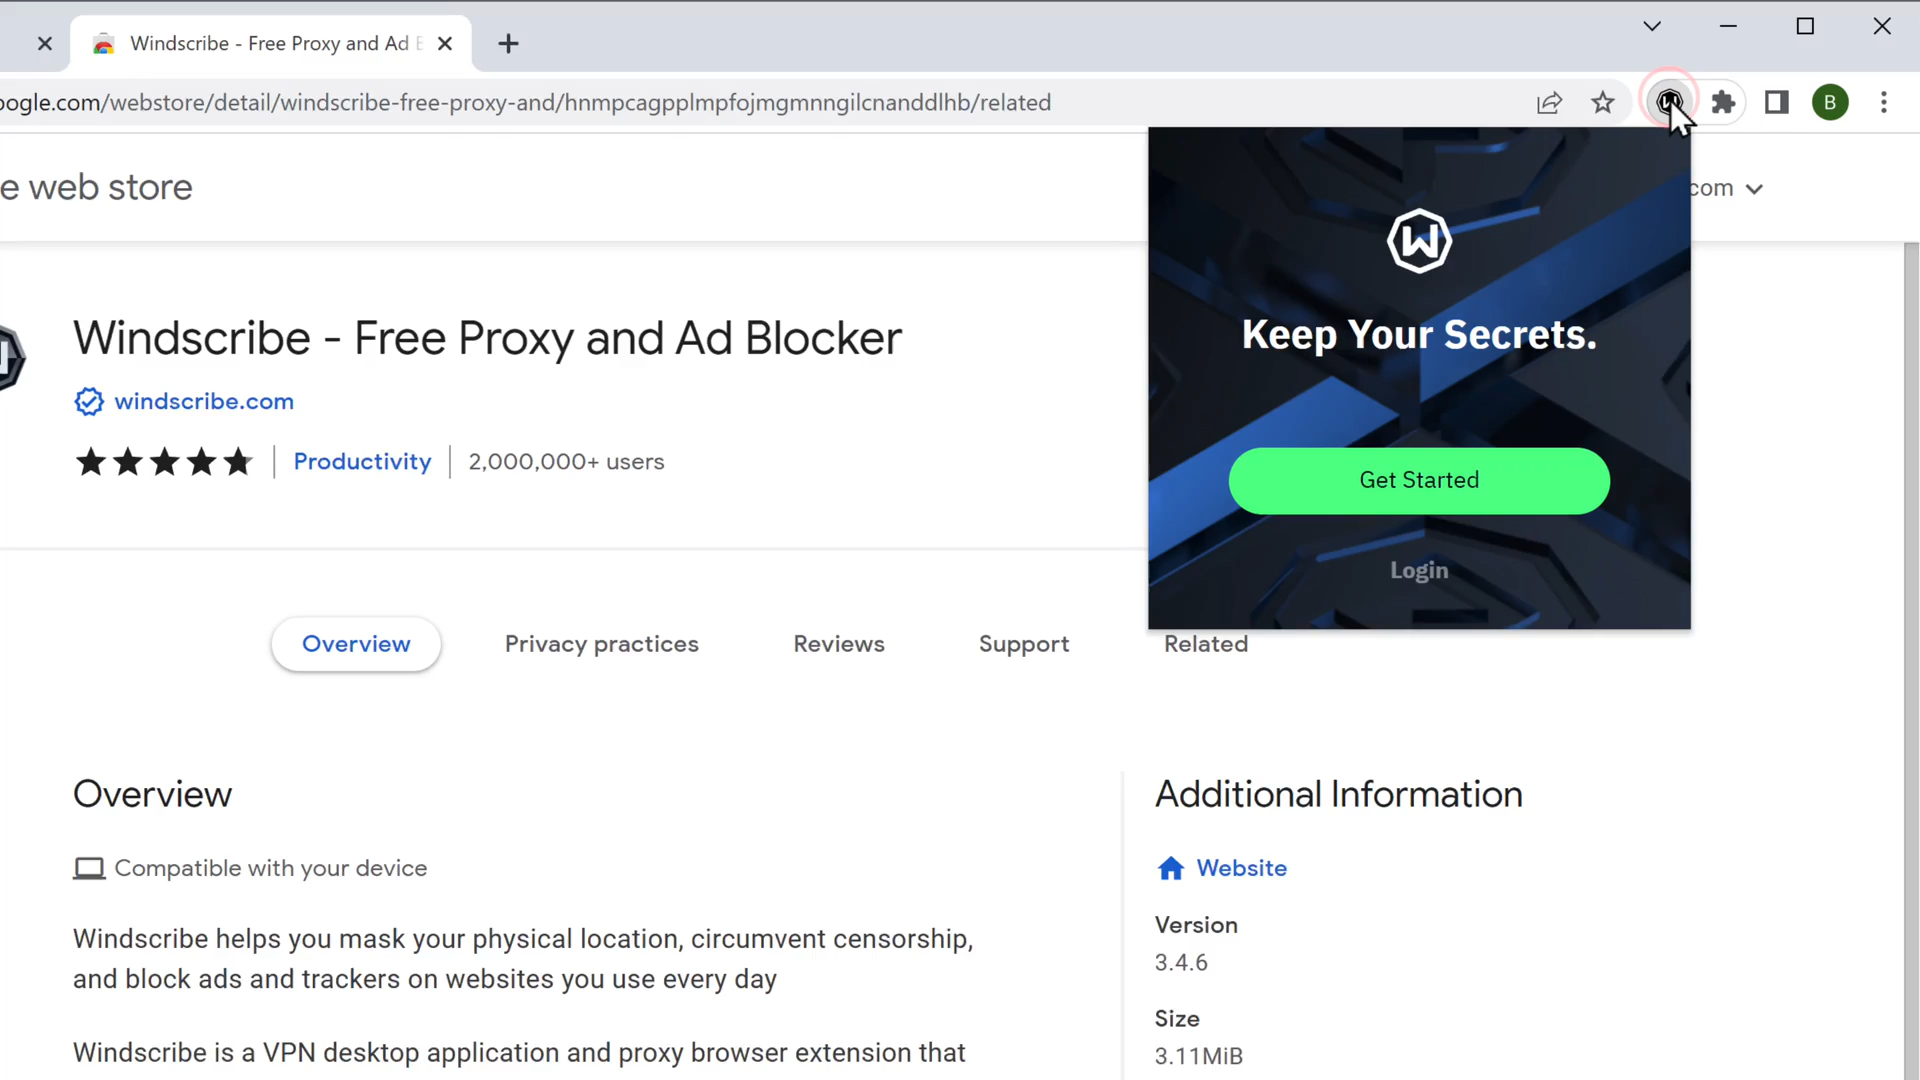 Windscribe - Free Proxy and Ad
oogle.com/webstore/detail/windscribe-free-proxy-and/hnmpcagpplmpfojmgmnngilcnanddlhb/related
B
e web store
com
Keep Your Secrets.
Get Started
Login
Windscribe - Free Proxy and Ad Blocker
windscribe.com
Productivity
2,000,000+ users
Overview
Privacy practices
Reviews
Support
Related
Overview
Compatible with your device
Windscribe helps you mask your physical location, circumvent censorship,
and block ads and trackers on websites you use every day
Windscribe is a VPN desktop application and proxy browser extension that
Additional Information
Website
Version
3.4.6
Size
3.11MiB